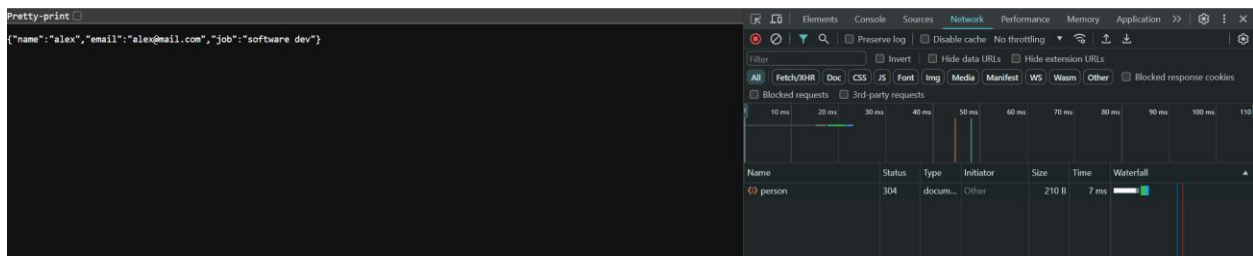 Pretty-print
{"name":"alex","email":"alex@mail.com","job":"software dev"}
Elements Console Sources Network Performance Memory Application
Preserve log Disable cache No throttling
Filter Invert Hide data URLs Hide extension URLs
All Fetch/XHR Doc CSS JS Font Img Media Manifest WS Wasm Other Blocked response cookies
Blocked requests 3rd-party requests
10 ms 20 ms 30 ms 40 ms 50 ms 60 ms 70 ms 80 ms 90 ms 100 ms 110
Name Status Type Initiator Size Time Waterfall
person 304 docum... Other 210 B 7 ms